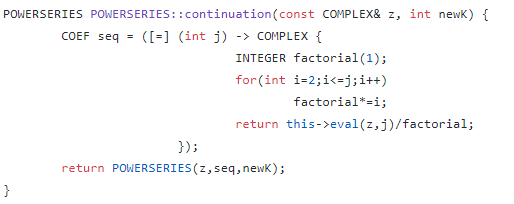 POWERSERIES POWERSERIES::continuation(const COMPLEX& z, int newK) {
        COEF seq = ([=] (int j) -> COMPLEX {
                                INTEGER factorial(1);
                                for(int i=2;i<=j;i++)
                                        factorial*=i;
                                return this->eval(z,j)/factorial;
                        });
        return POWERSERIES(z,seq,newK);
}